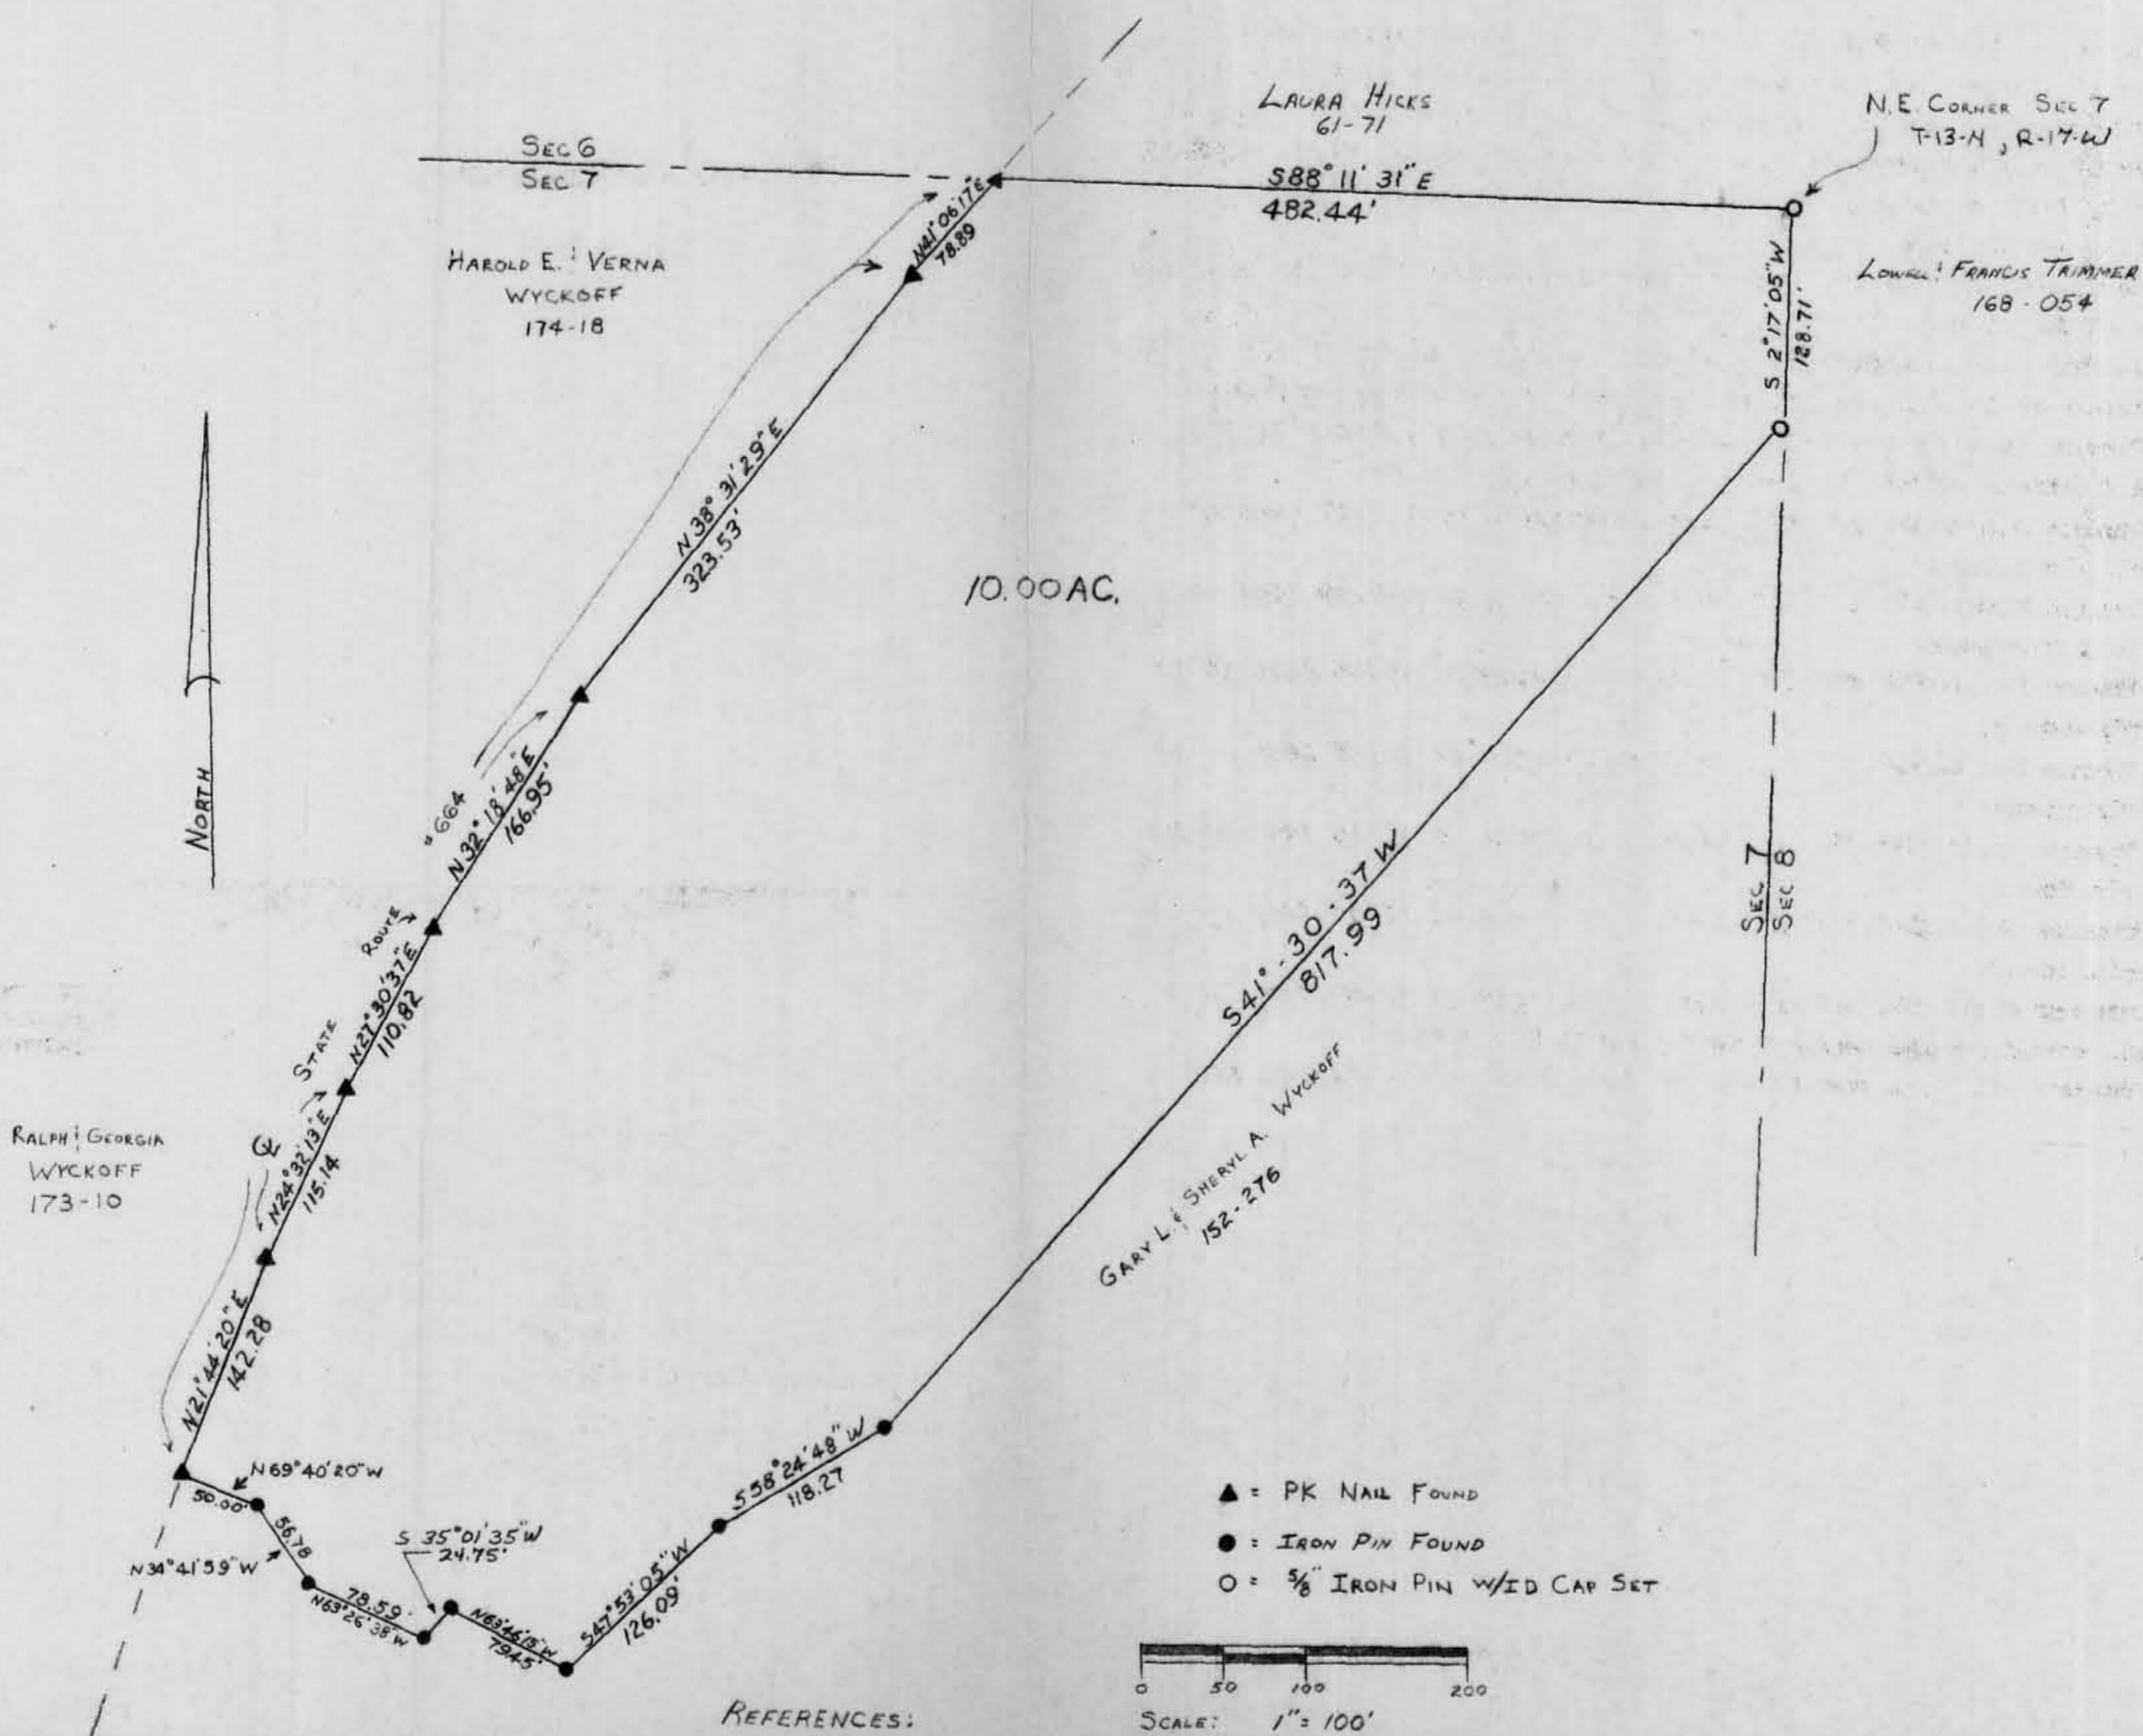 LAURA HICKS
61-71
N.E. CORNER SEC 7
T-13-N, R-17-W
SEC 6
SEC 7
S88° 11' 31" E
482.44'
N41° 06' 17" E
78.89
HAROLD E. & VERNA
WYCKOFF
174-18
S 2° 17' 05" W
128.71'
LOWELL & FRANCIS TRIMMER
168-054
N 38° 31' 29" E
323.53'
10.00 AC.
NORTH
N 32° 18' 48" E
166.95'
STATE ROUTE #664
N27° 30' 37" E
110.82
SEC 7
SEC 8
S41° - 30 - 37 W
817.99
N24° 32' 13" E
115.14
RALPH & GEORGIA
WYCKOFF
173-10
℄
GARY L. & SHERYL A. WYCKOFF
152-276
N21° 44' 20" E
142.28
N69° 40' 20" W
50.00'
56.78
N34° 41' 59" W
78.59'
N63° 26' 38" W
S 35° 01' 35" W
24.75'
N63° 46' 15" W
79.45'
S47° 53' 05" W
126.09'
S58° 24' 48" W
118.27
▲ = PK NAIL FOUND
● = IRON PIN FOUND
○ = 5/8" IRON PIN W/ID CAP SET
0 50 100 200
SCALE: 1" = 100'
REFERENCES: